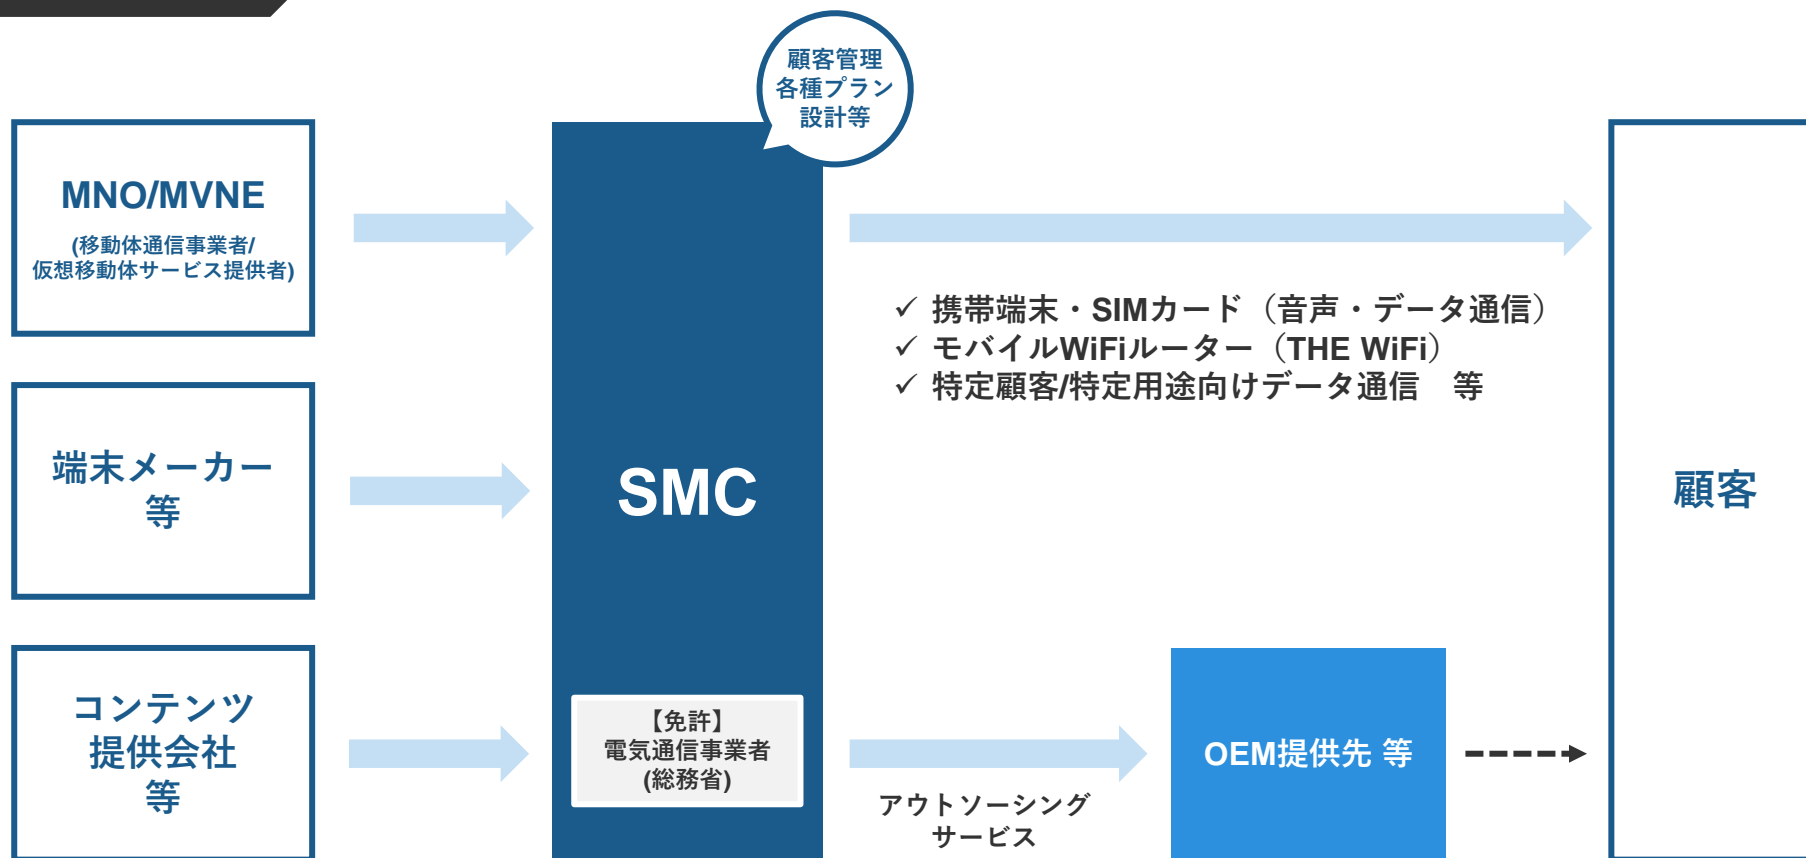 顧客管理
各種プラン
設計等
MNO/MVNE
(移動体通信事業者/
仮想移動体サービス提供者)
端末メーカー
等
コンテンツ
提供会社
等
SMC
【免許】
電気通信事業者
(総務省)
✓ 携帯端末・SIMカード（音声・データ通信）
✓ モバイルWiFiルーター（THE WiFi）
✓ 特定顧客/特定用途向けデータ通信　等
アウトソーシング
サービス
OEM提供先 等
顧客